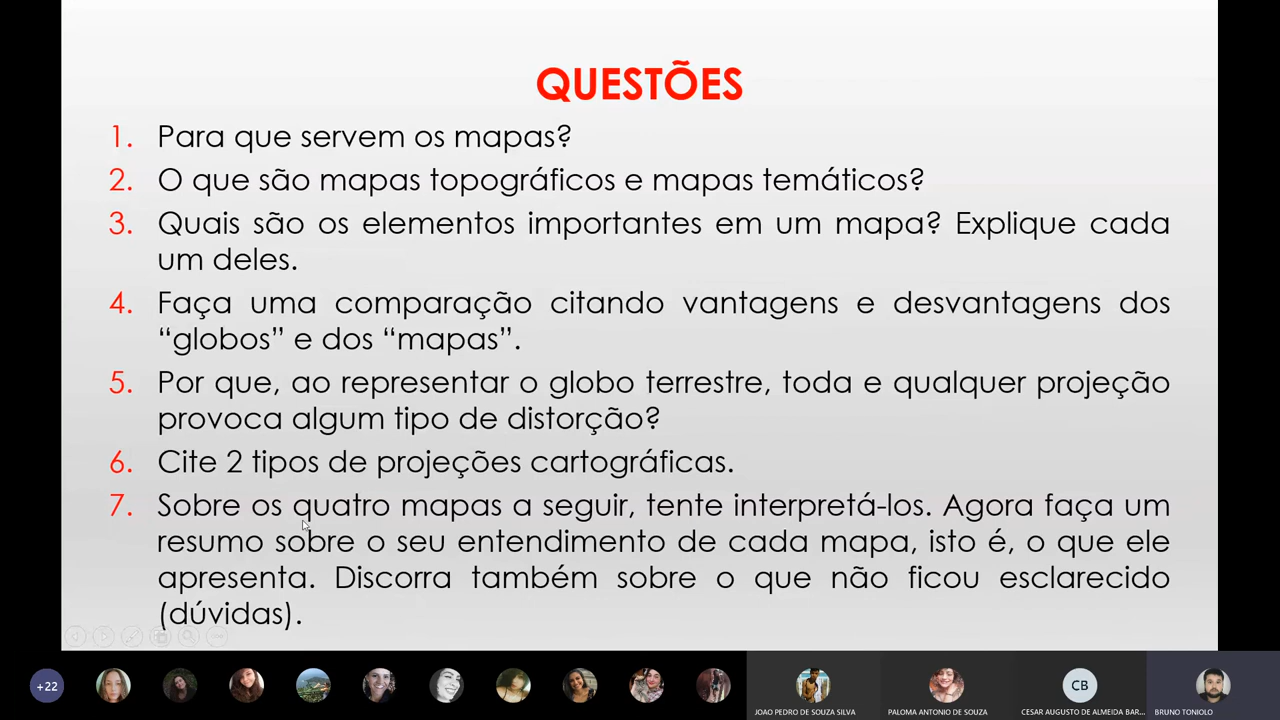 QUESTÕES
1. Para que servem os mapas?
2. O que são mapas topográficos e mapas temáticos?
3. Quais são os elementos importantes em um mapa? Explique cada
um deles.
4. Faça uma comparação citando vantagens e desvantagens dos
“globos” e dos “mapas”.
5. Por que, ao representar o globo terrestre, toda e qualquer projeção
provoca algum tipo de distorção?
6. Cite 2 tipos de projeções cartográficas.
7. Sobre os quatro mapas a seguir, tente interpretá-los. Agora faça um
resumo sobre o seu entendimento de cada mapa, isto é, o que ele
apresenta. Discorra também sobre o que não ficou esclarecido
(dúvidas).
+22
CB
JOAO PEDRO DE SOUZA SILVA
PALOMA ANTONIO DE SOUZA
CESAR AUGUSTO DE ALMEIDA BAR...
BRUNO TONIOLO